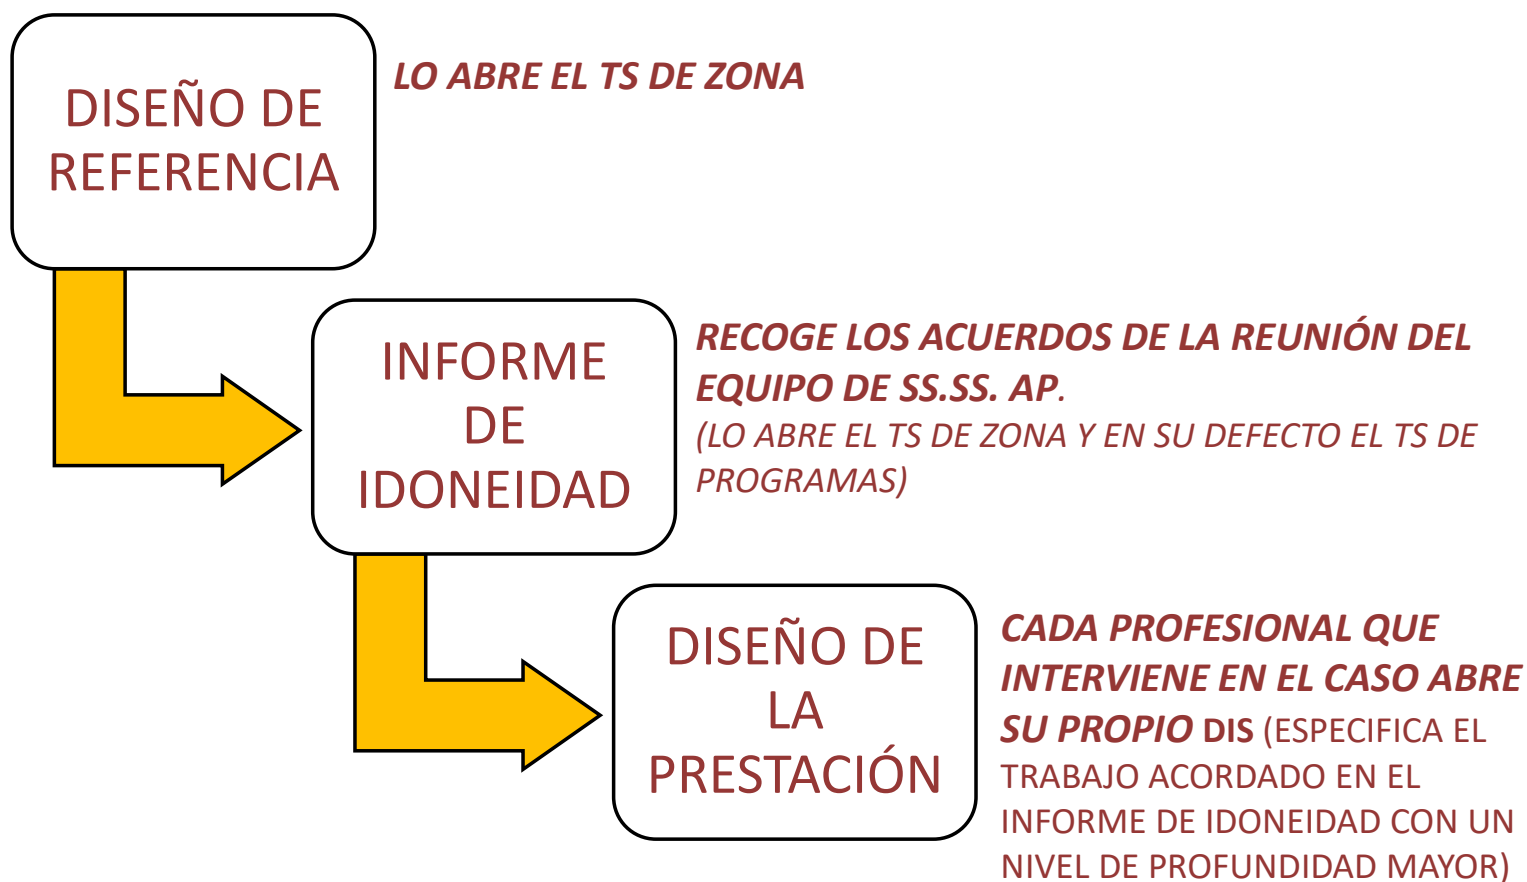 DISEÑO DE
REFERENCIA
LO ABRE EL TS DE ZONA
INFORME
DE
IDONEIDAD
RECOGE LOS ACUERDOS DE LA REUNIÓN DEL
EQUIPO DE SS.SS. AP.
(LO ABRE EL TS DE ZONA Y EN SU DEFECTO EL TS DE
PROGRAMAS)
DISEÑO DE
LA
PRESTACIÓN
CADA PROFESIONAL QUE
INTERVIENE EN EL CASO ABRE
SU PROPIO DIS (ESPECIFICA EL
TRABAJO ACORDADO EN EL
INFORME DE IDONEIDAD CON UN
NIVEL DE PROFUNDIDAD MAYOR)